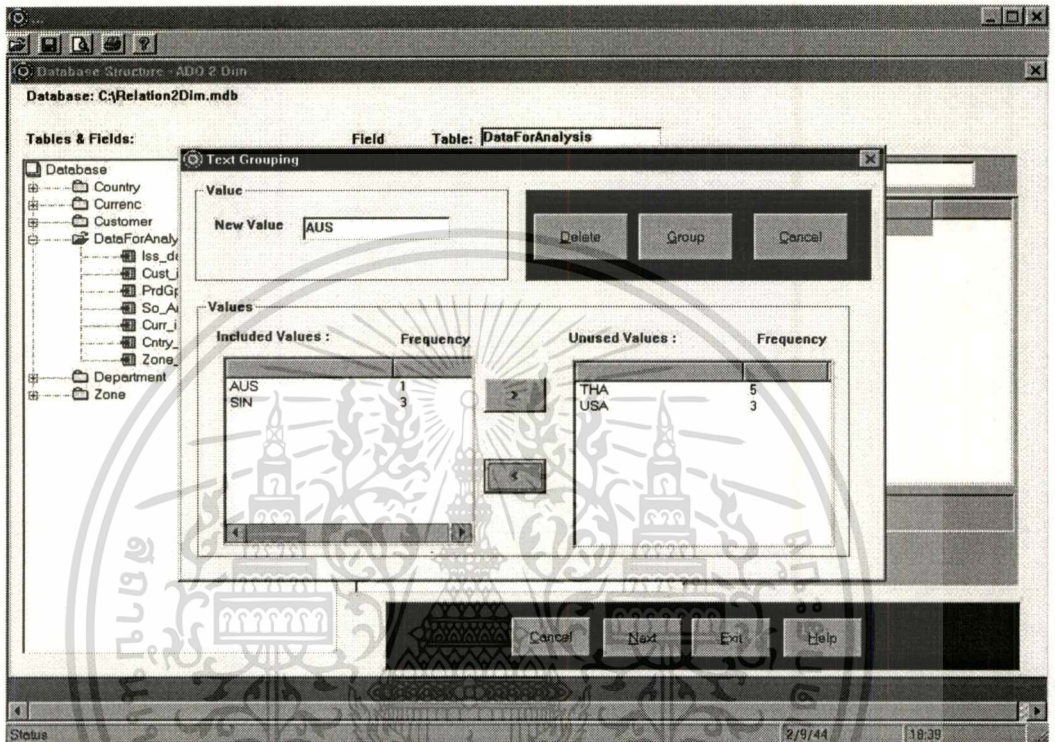 ...
Database Structure - ADO 2 Dim
Database: C:\Relation2Dim.mdb
Tables & Fields:
Field
Table: DataForAnalysis
Database
Country
Currenc
Customer
DataForAnaly
Iss_da
Cust_i
PrdGr
So_A
Curr_i
Cntry_
Zone_
Department
Zone
Text Grouping
Value
New Value AUS
Delete Group Cancel
Values
Included Values : Frequency
AUS 1
SIN 3
>
<
Unused Values : Frequency
THA 5
USA 3
Cancel Next Exit Help
Status 2/9/44 18:39